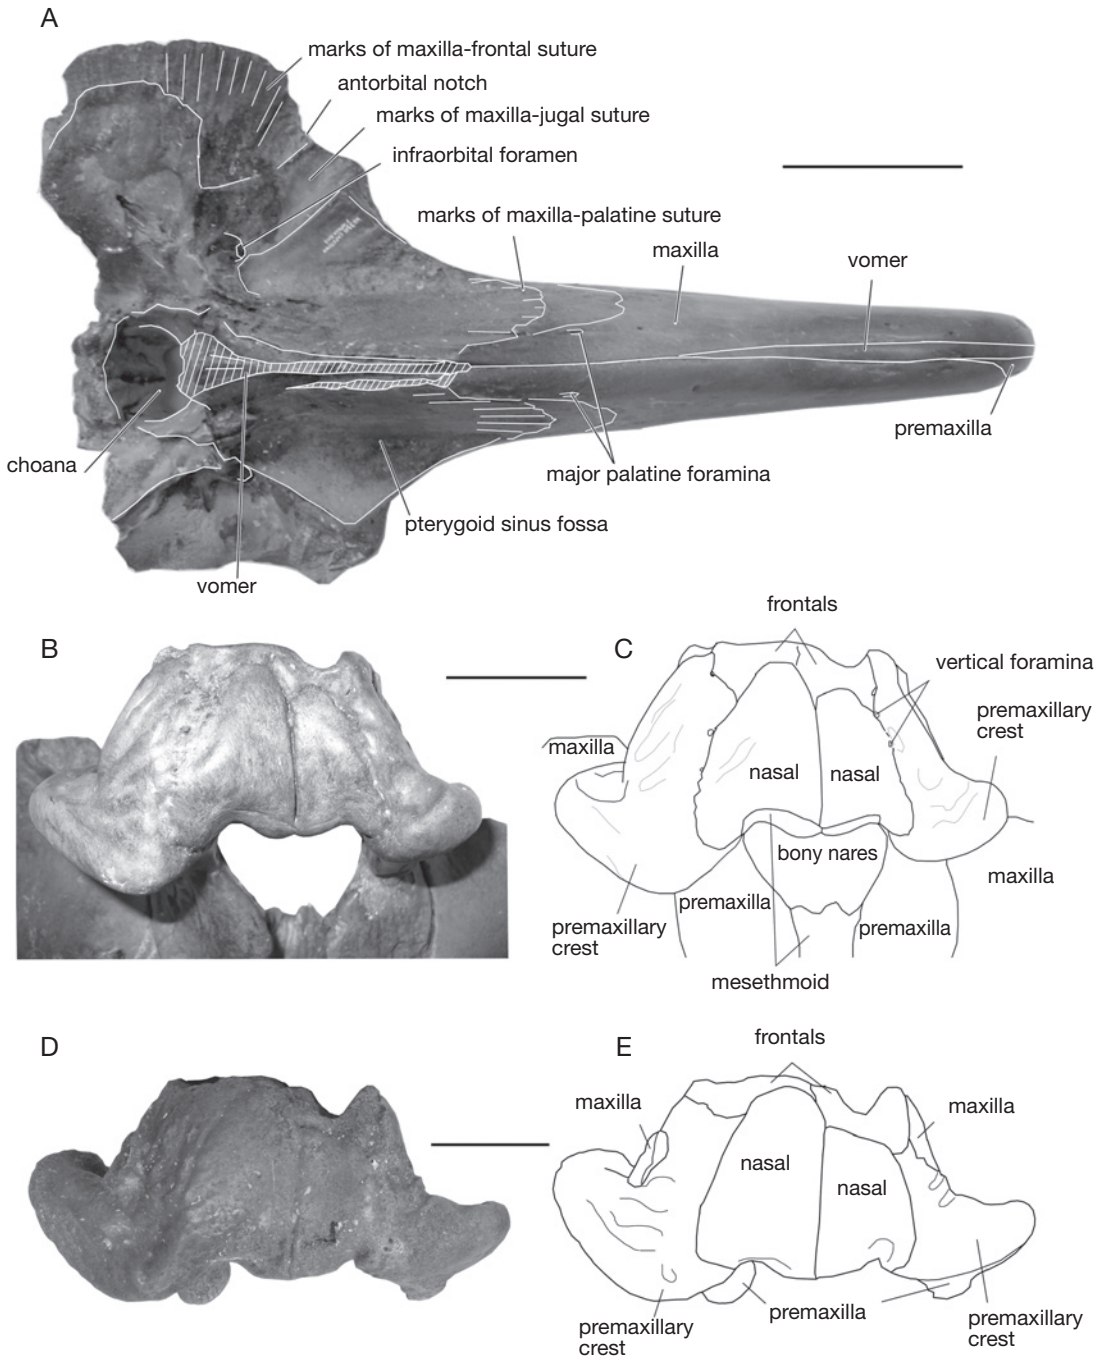 A
marks of maxilla-frontal suture
antorbital notch
marks of maxilla-jugal suture
infraorbital foramen
marks of maxilla-palatine suture
maxilla
vomer
premaxilla
choana
major palatine foramina
pterygoid sinus fossa
vomer
B
C
frontals
vertical foramina
premaxillary
crest
maxilla
nasal
nasal
bony nares
maxilla
premaxilla
premaxilla
premaxillary
crest
mesethmoid
D
E
frontals
maxilla
maxilla
nasal
nasal
premaxilla
premaxillary
crest
premaxillary
crest